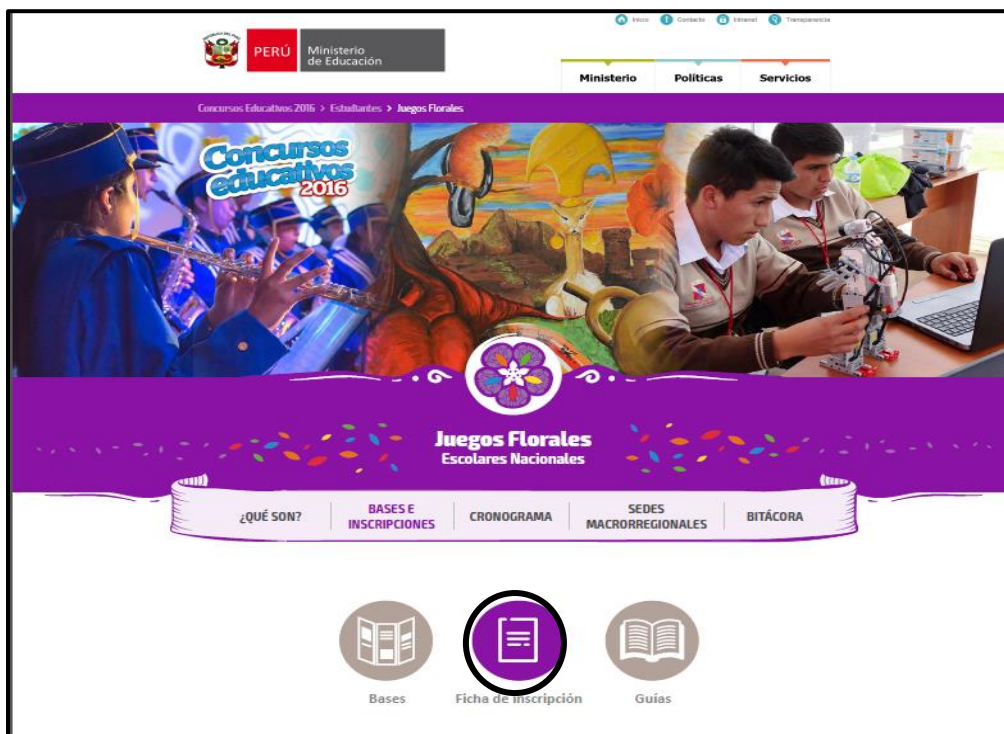 Inicio Contacto Intranet Transparencia
PERÚ Ministerio
de Educación
Ministerio Políticas Servicios
Concursos Educativos 2016 > Estudiantes > Juegos Florales
Concursos
educativos
2016
Juegos Florales
Escolares Nacionales
¿QUÉ SON?
BASES E
INSCRIPCIONES
CRONOGRAMA
SEDES
MACRORREGIONALES
BITÁCORA
Bases Ficha de inscripción Guías